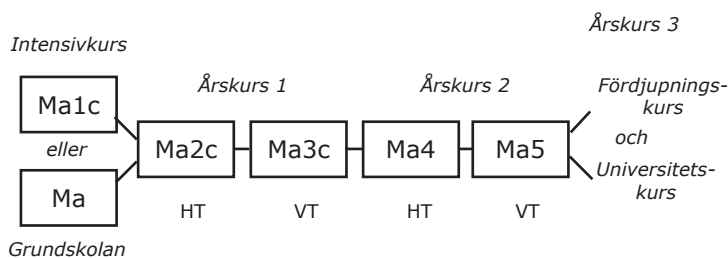 Årskurs 3
Intensivkurs
Årskurs 1
Årskurs 2
Fördjupnings-
kurs
Ma1c
eller
Ma2c
Ma3c
Ma4
Ma5
och
Ma
Universitets-
kurs
HT
VT
HT
VT
Grundskolan